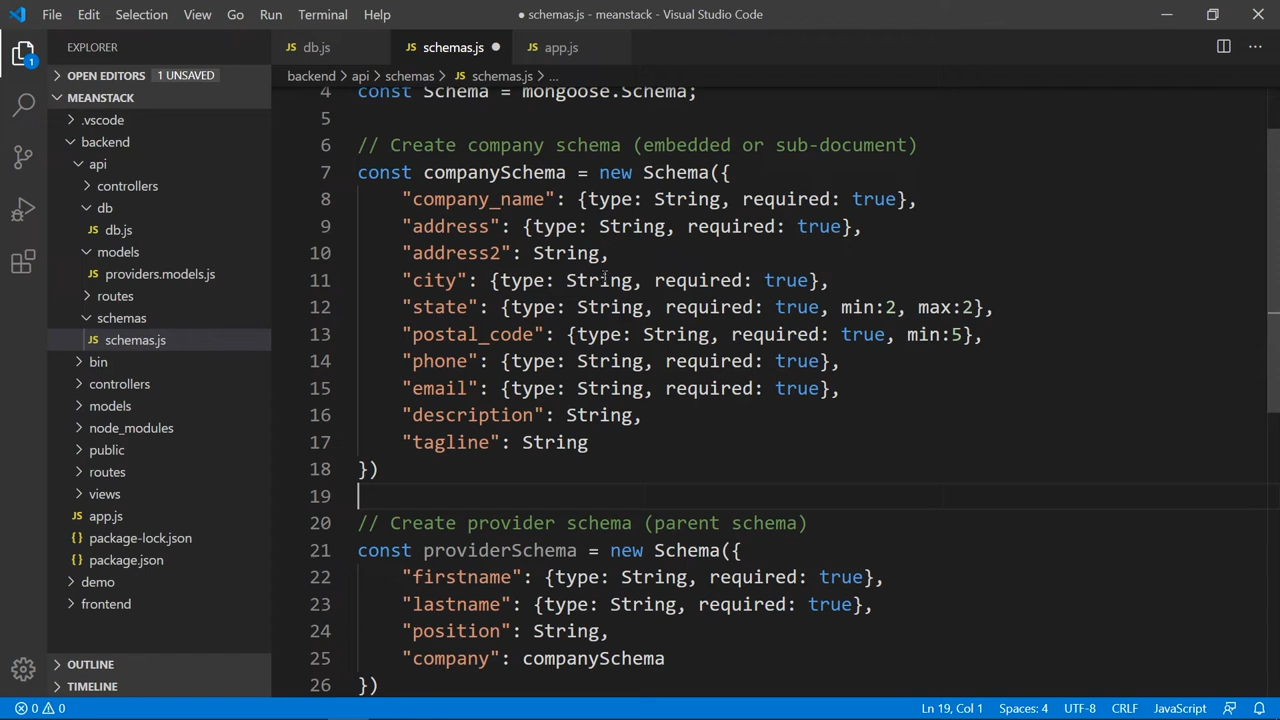 File Edit Selection View Go Run Terminal Help ● schemas.js - meanstack - Visual Studio Code
EXPLORER
OPEN EDITORS 1 UNSAVED
MEANSTACK
.vscode
backend
api
controllers
db
JS db.js
models
JS providers.models.js
routes
schemas
JS schemas.js
bin
controllers
models
node_modules
public
routes
views
JS app.js
{} package-lock.json
{} package.json
demo
frontend
OUTLINE
TIMELINE
1
JS db.js JS schemas.js ● JS app.js
backend > api > schemas > JS schemas.js > ...
4 const Schema = mongoose.Schema;
5
6 // Create company schema (embedded or sub-document)
7 const companySchema = new Schema({
8 "company_name": {type: String, required: true},
9 "address": {type: String, required: true},
10 "address2": String,
11 "city": {type: String, required: true},
12 "state": {type: String, required: true, min:2, max:2},
13 "postal_code": {type: String, required: true, min:5},
14 "phone": {type: String, required: true},
15 "email": {type: String, required: true},
16 "description": String,
17 "tagline": String
18 })
19
20 // Create provider schema (parent schema)
21 const providerSchema = new Schema({
22 "firstname": {type: String, required: true},
23 "lastname": {type: String, required: true},
24 "position": String,
25 "company": companySchema
26 })
0 0 Ln 19, Col 1 Spaces: 4 UTF-8 CRLF JavaScript